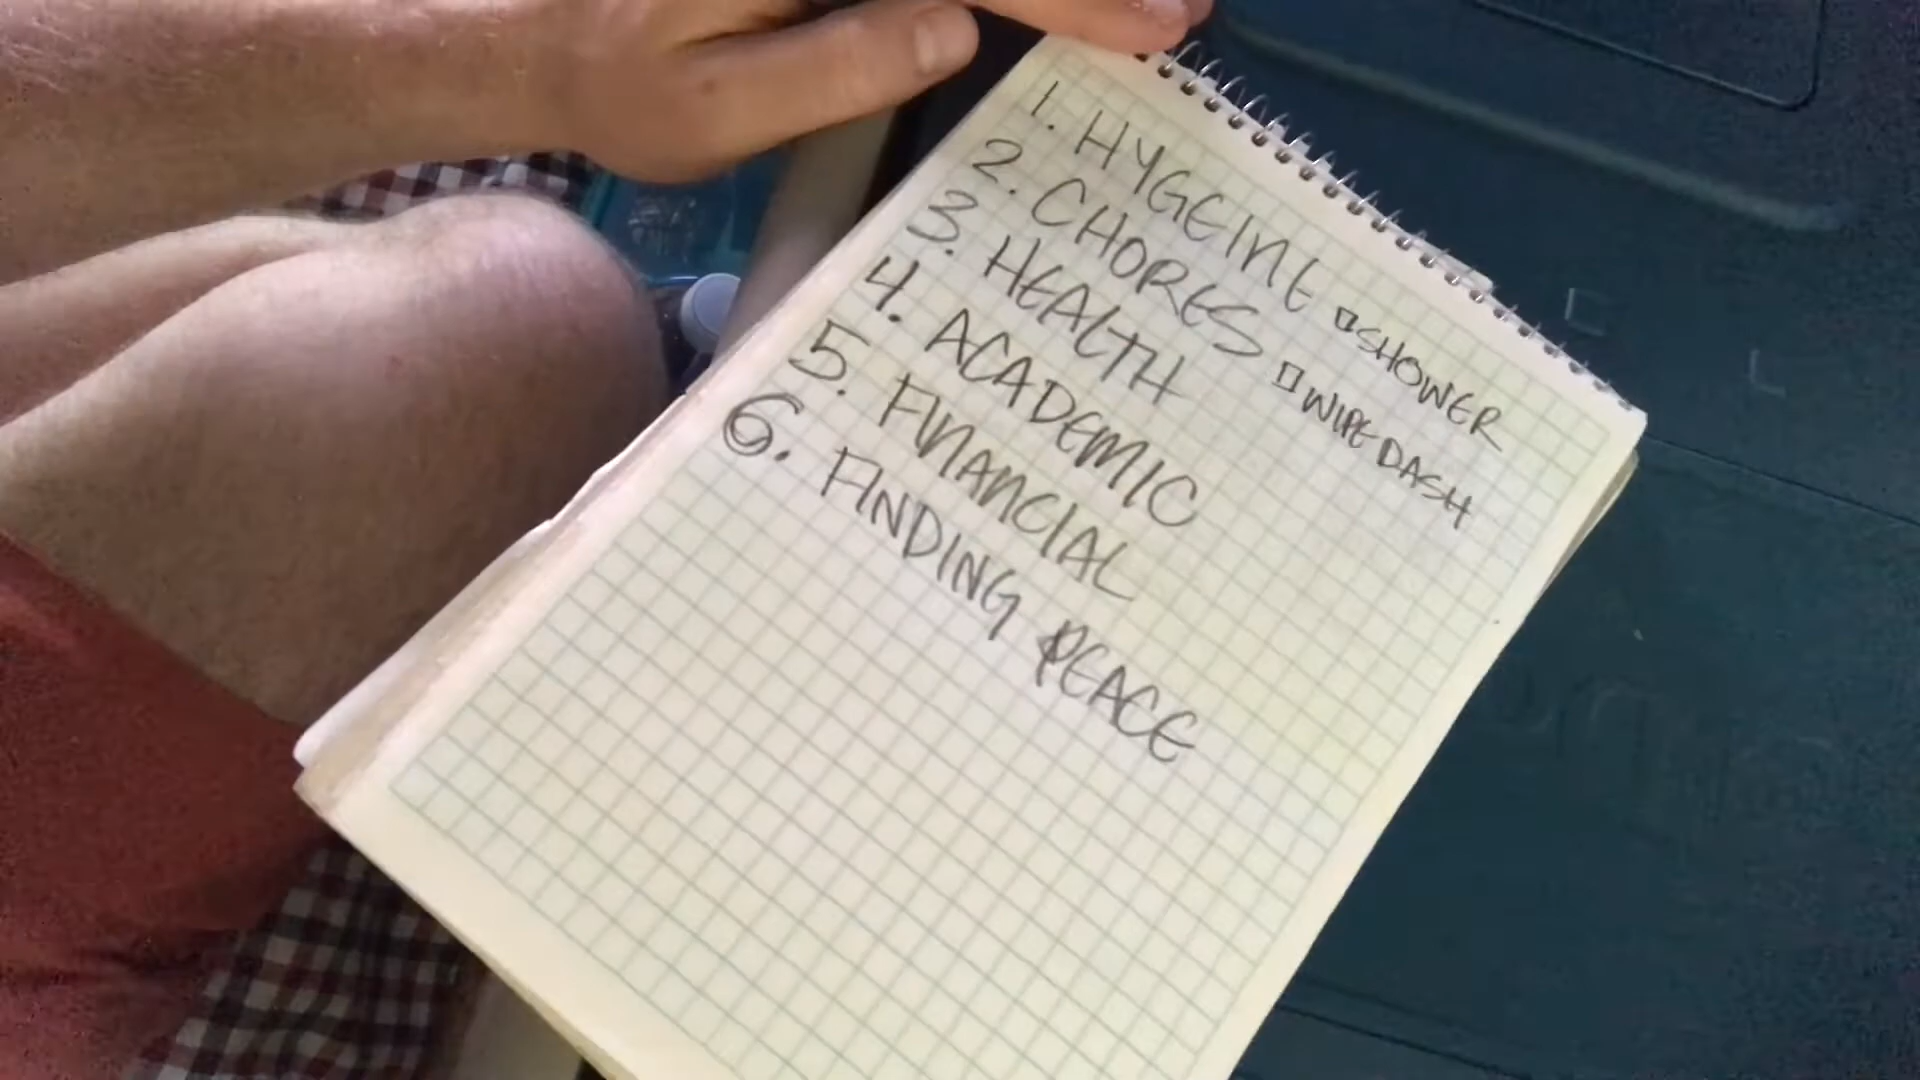 1. HYGEINE □ SHOWER
2. CHORES □ WIPE DASH
3. HEALTH
4. ACADEMIC
5. FINANCIAL
6. FINDING PEACE